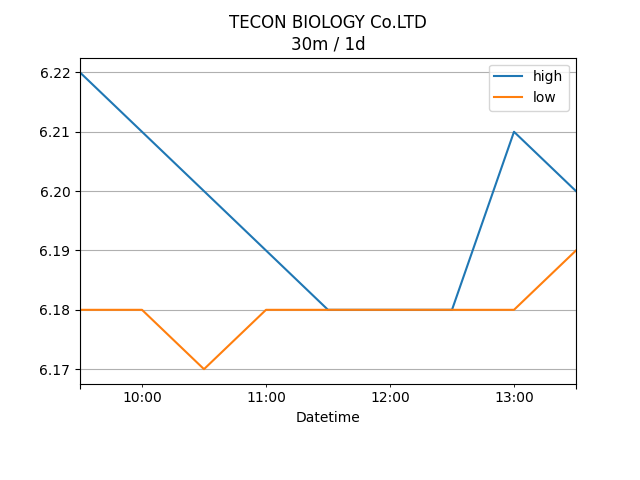 TECON BIOLOGY Co.LTD
30m / 1d
high
low
6.22
6.21
6.20
6.19
6.18
6.17
10:00
11:00
12:00
13:00
Datetime